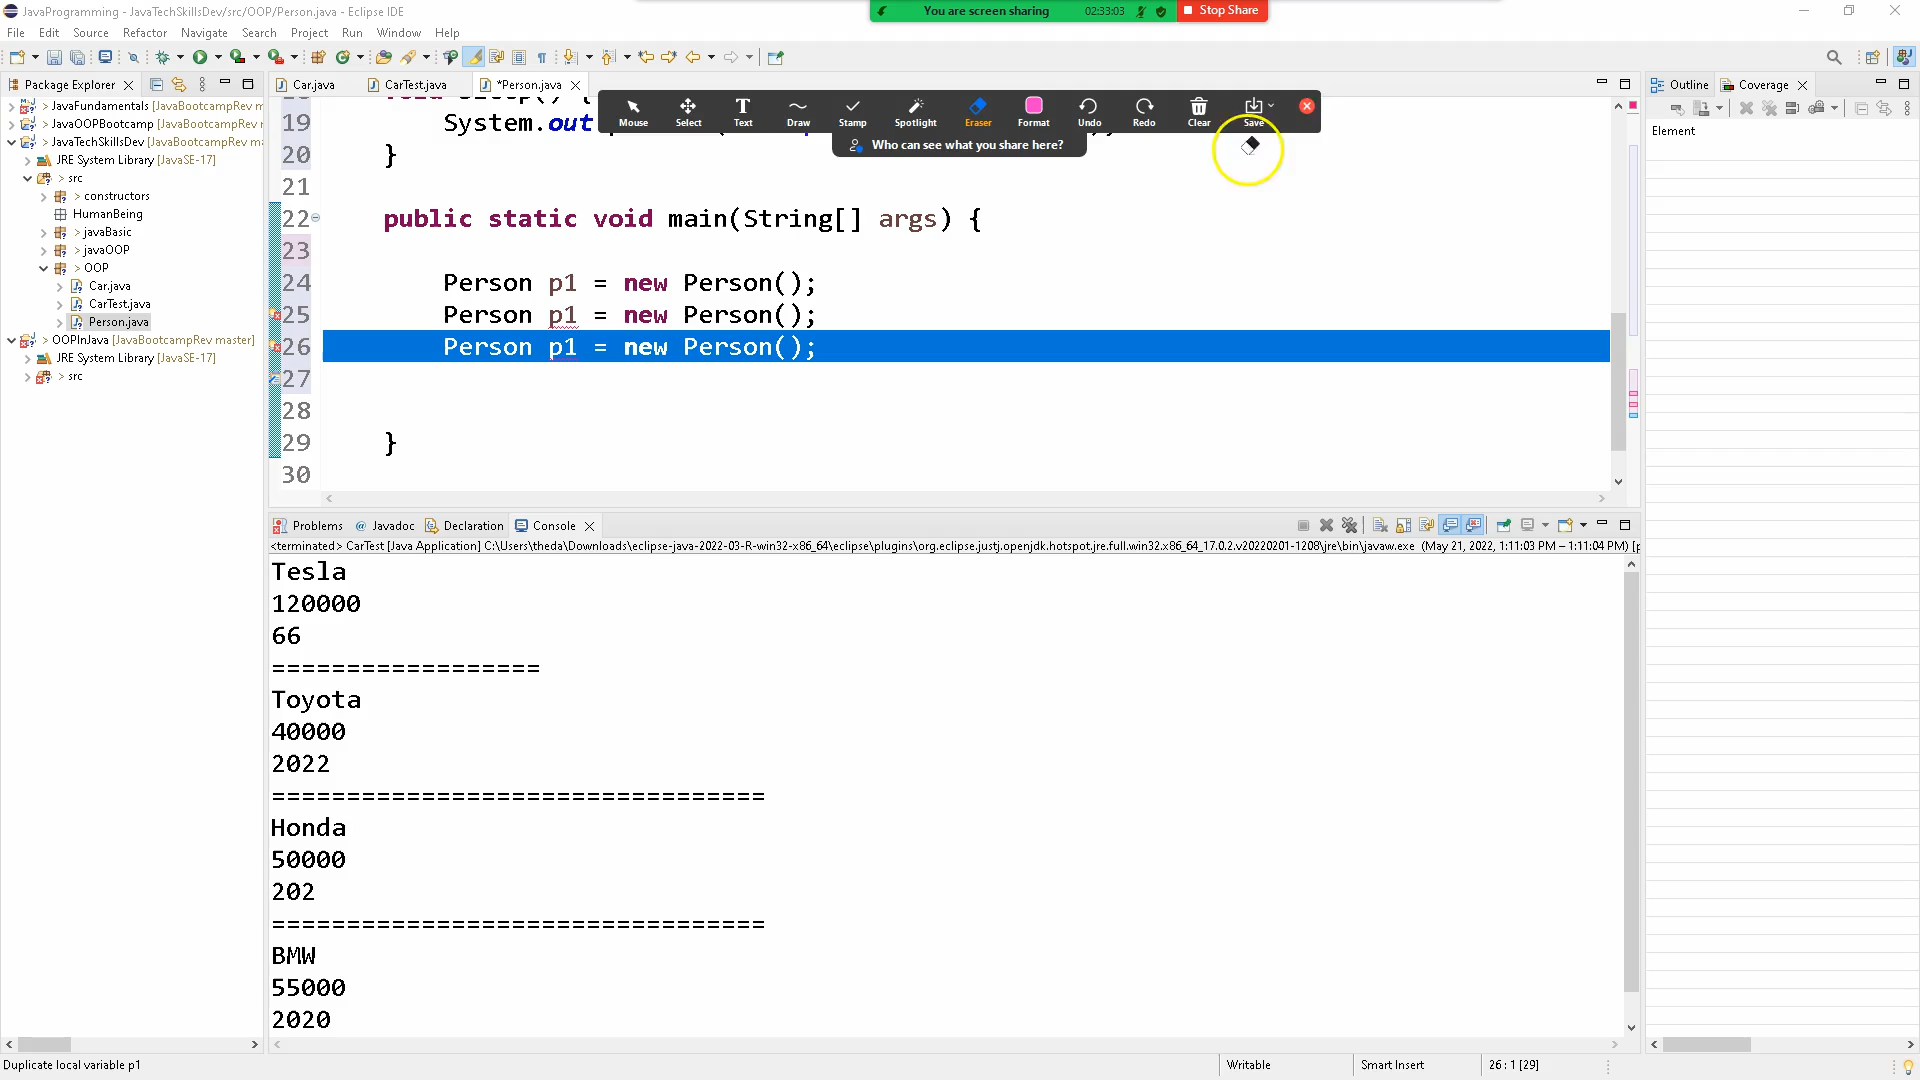 JavaProgramming - JavaTechSkillsDev/src/OOP/Person.java - Eclipse IDE
You are screen sharing 02:33:03 Stop Share
File Edit Source Refactor Navigate Search Project Run Window Help
Package Explorer
Car.java CarTest.java *Person.java
Outline Coverage
Mouse Select Text Draw Stamp Spotlight Eraser Format Undo Redo Clear Save
Who can see what you share here?
Element
JavaFundamentals [JavaBootcampRev m
JavaOOPBootcamp [JavaBootcampRev
JavaTechSkillsDev [JavaBootcampRev ma
JRE System Library [JavaSE-17]
src
constructors
HumanBeing
javaBasic
javaOOP
OOP
Car.java
CarTest.java
Person.java
OOPInJava [JavaBootcampRev master]
JRE System Library [JavaSE-17]
src
19 System.out
20 }
21
22 public static void main(String[] args) {
23
24 Person p1 = new Person();
25 Person p1 = new Person();
26 Person p1 = new Person();
27
28
29 }
30
Problems Javadoc Declaration Console
<terminated> CarTest [Java Application] C:\Users\theda\Downloads\eclipse-java-2022-03-R-win32-x86_64\eclipse\plugins\org.eclipse.justj.openjdk.hotspot.jre.full.win32.x86_64_17.0.2.v20220201-1208\jre\bin\javaw.exe (May 21, 2022, 1:11:03 PM – 1:11:04 PM) [p
Tesla
120000
66
==================
Toyota
40000
2022
=================================
Honda
50000
202
=================================
BMW
55000
2020
Duplicate local variable p1
Writable Smart Insert 26 : 1 [29]